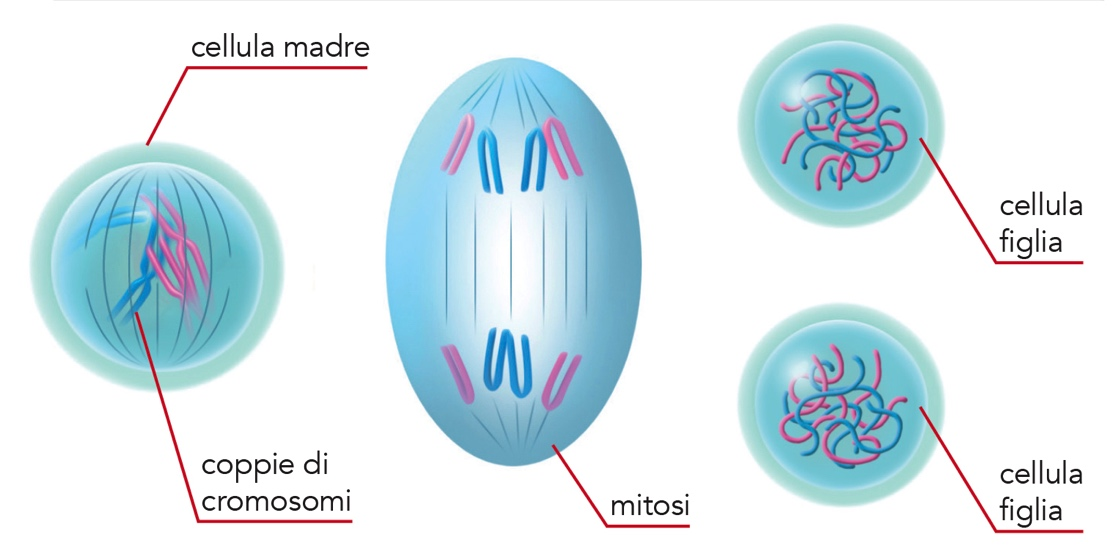 cellula madre
coppie di
cromosomi
mitosi
cellula
figlia
cellula
figlia